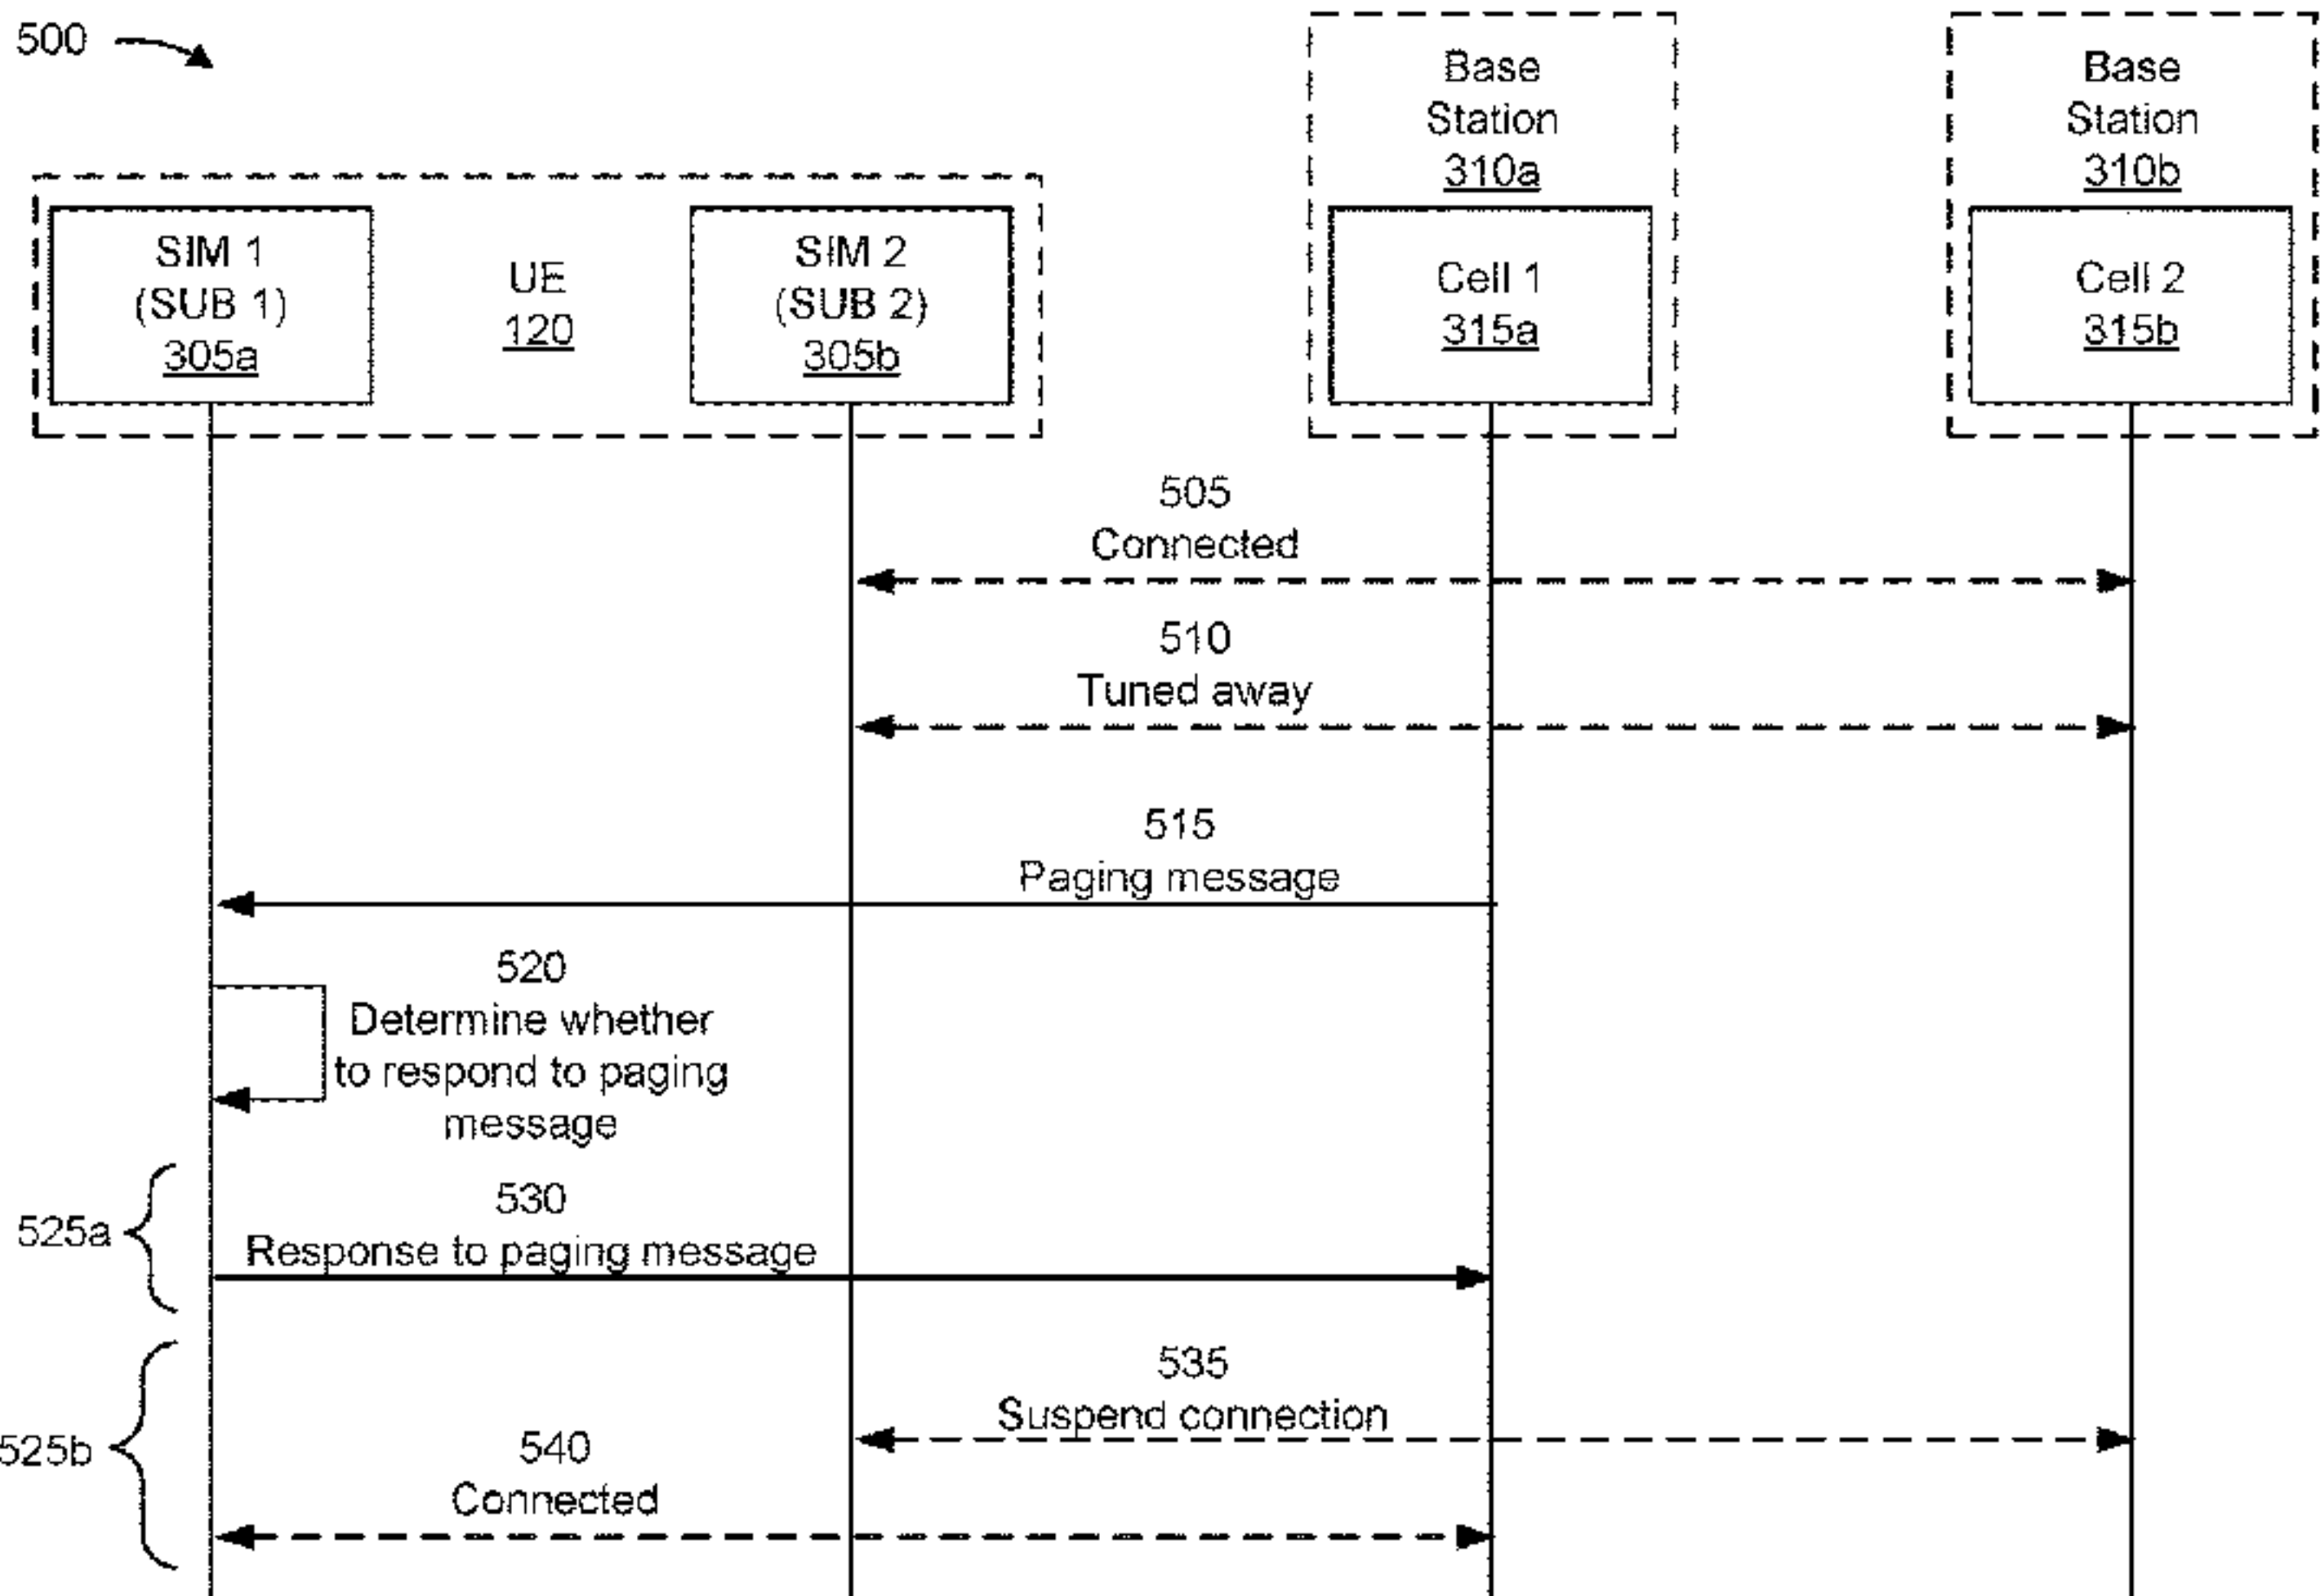 500
Base
Station
310a
Base
Station
310b
SIM 1
(SUB 1)
305a
UE
120
SIM 2
(SUB 2)
305b
Cell 1
315a
Cell 2
315b
505
Connected
510
Tuned away
515
Paging message
520
Determine whether
to respond to paging
message
525a
530
Response to paging message
525b
535
Suspend connection
540
Connected